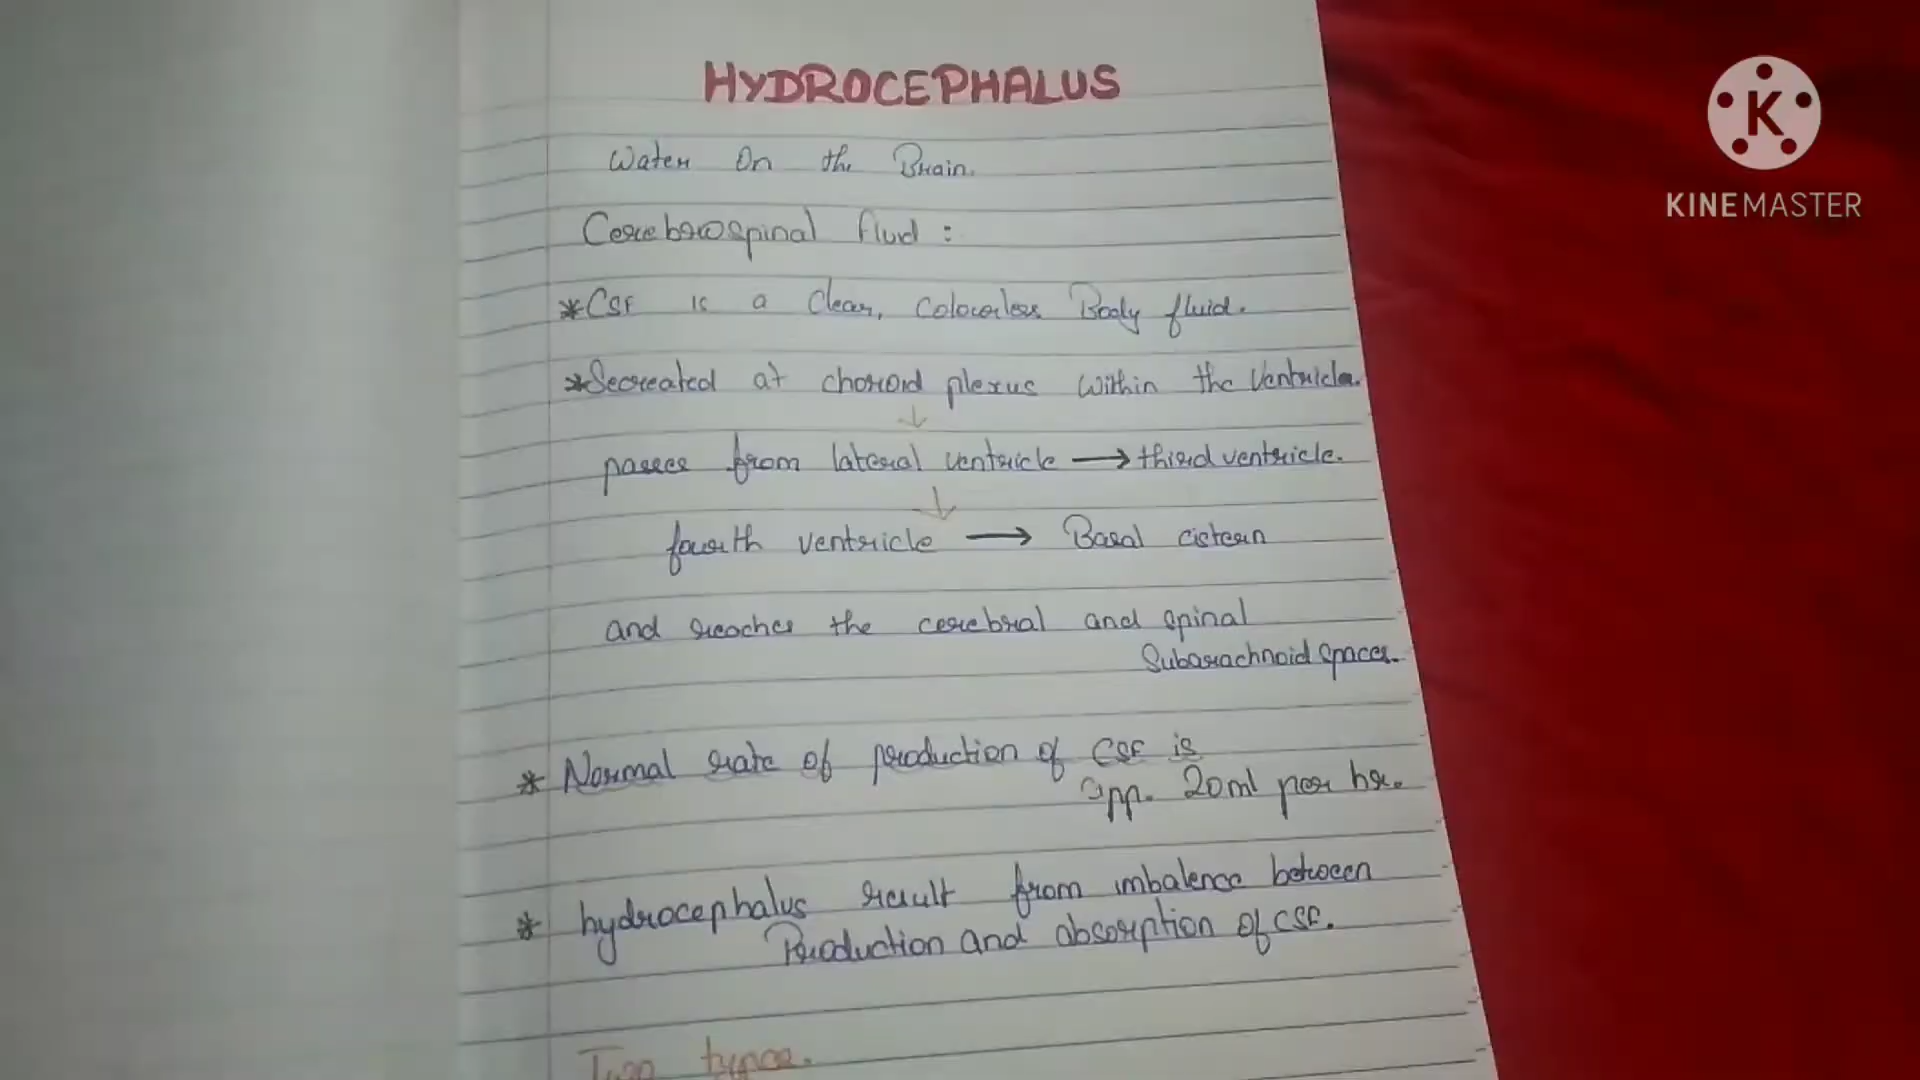 HYDROCEPHALUS
Water On the Brain.
Cerebrospinal fluid :
*CSF is a clear, colourless Body fluid.
*Secreated at choroid plexus within the ventricles.
↓
passes from lateral ventricle → third ventricle.
↓
fourth ventricle → Basal cistern
and reaches the cerebral and spinal
Subarachnoid spaces.
* Normal rate of production of CSF is
app. 20ml per hr.
* hydrocephalus result from imbalence between
Production and absorption of CSF.
Two types.
K
KINEMASTER